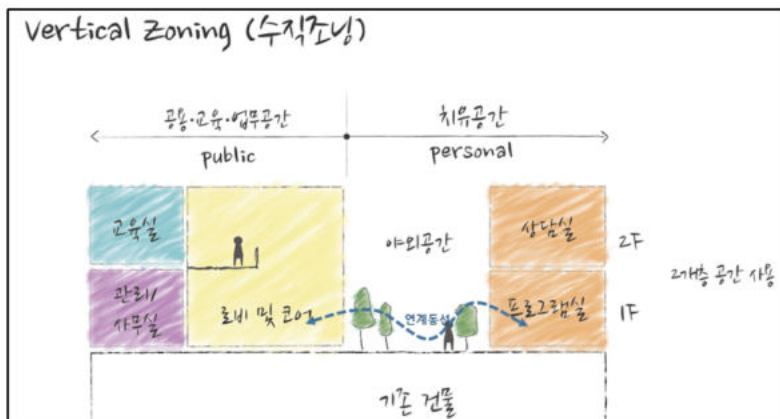 Vertical Zoning (수직조닝)
공용·교육·업무공간
치유공간
public
personal
교육실
야외공간
상담실
2F
관리/
사무실
로비 및 코어
연계동선
프로그램실
1F
2개층 공간 사용
기존 건물